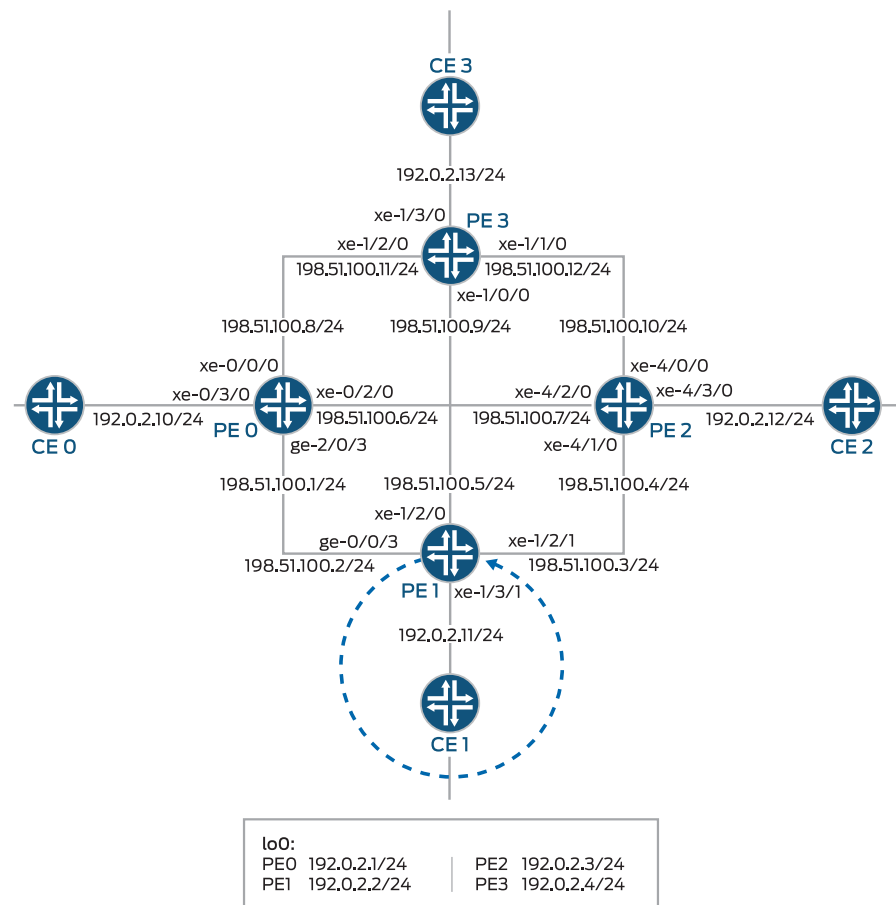 CE 3
192.0.2.13/24
xe-1/3/0
PE 3
xe-1/2/0
xe-1/1/0
198.51.100.11/24
198.51.100.12/24
xe-1/0/0
198.51.100.8/24
198.51.100.9/24
198.51.100.10/24
xe-0/0/0
xe-4/0/0
xe-0/3/0
xe-0/2/0
xe-4/2/0
xe-4/3/0
192.0.2.10/24
198.51.100.6/24
198.51.100.7/24
192.0.2.12/24
CE 0
PE 0
PE 2
CE 2
ge-2/0/3
xe-4/1/0
198.51.100.1/24
198.51.100.5/24
198.51.100.4/24
xe-1/2/0
ge-0/0/3
xe-1/2/1
198.51.100.2/24
198.51.100.3/24
PE 1
xe-1/3/1
192.0.2.11/24
CE 1
lo0:
PE0 192.0.2.1/24
PE2 192.0.2.3/24
PE1 192.0.2.2/24
PE3 192.0.2.4/24